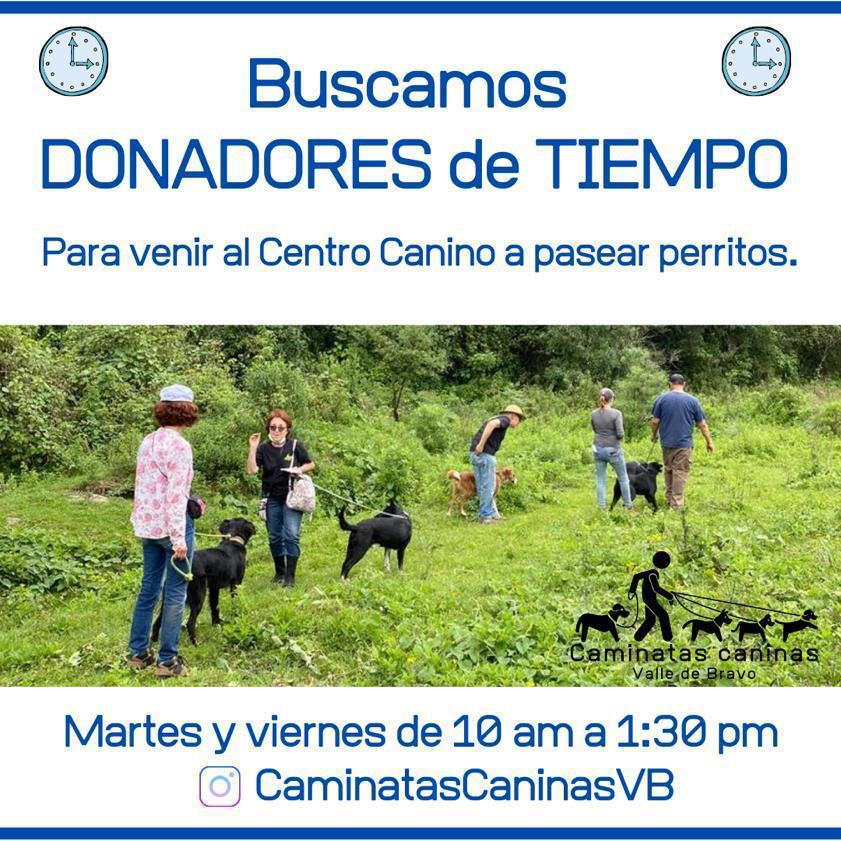 Buscamos
DONADORES de TIEMPO
Para venir al Centro Canino a pasear perritos.
Caminatas caninas
Valle de Bravo
Martes y viernes de 10 am a 1:30 pm
CaminatasCaninasVB